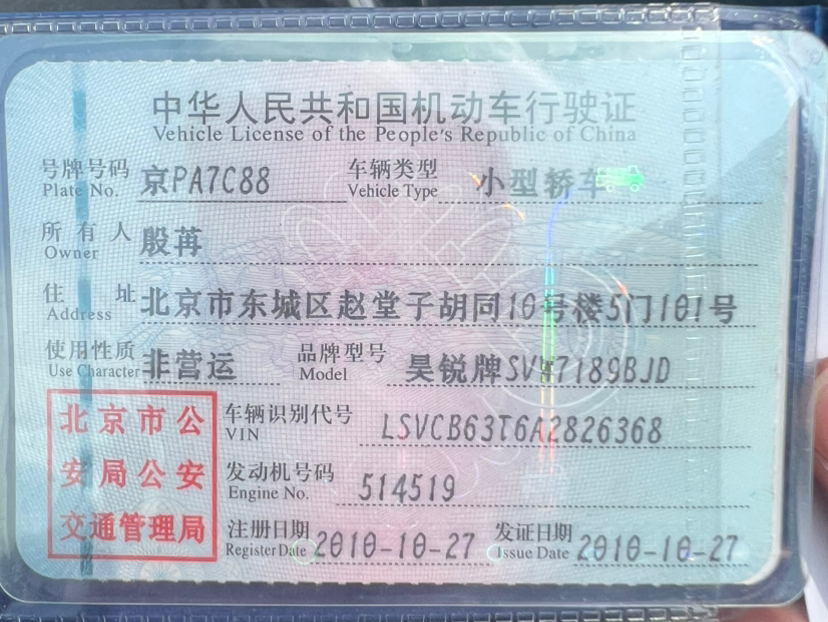 中华人民共和国机动车行驶证
Vehicle License of the People's Republic of China
号牌号码 京PA7C88 车辆类型 小型轿车
Plate No. Vehicle Type
所有人 殷苒
Owner
住址 北京市东城区赵堂子胡同10号楼5门101号
Address
使用性质 非营运 品牌型号 昊锐牌SVW7189BJD
Use Character Model
北京市公安局公安交通管理局
车辆识别代号 LSVCB63T6A2826368
VIN
发动机号码 514519
Engine No.
注册日期 2010-10-27 发证日期 2010-10-27
Register Date Issue Date